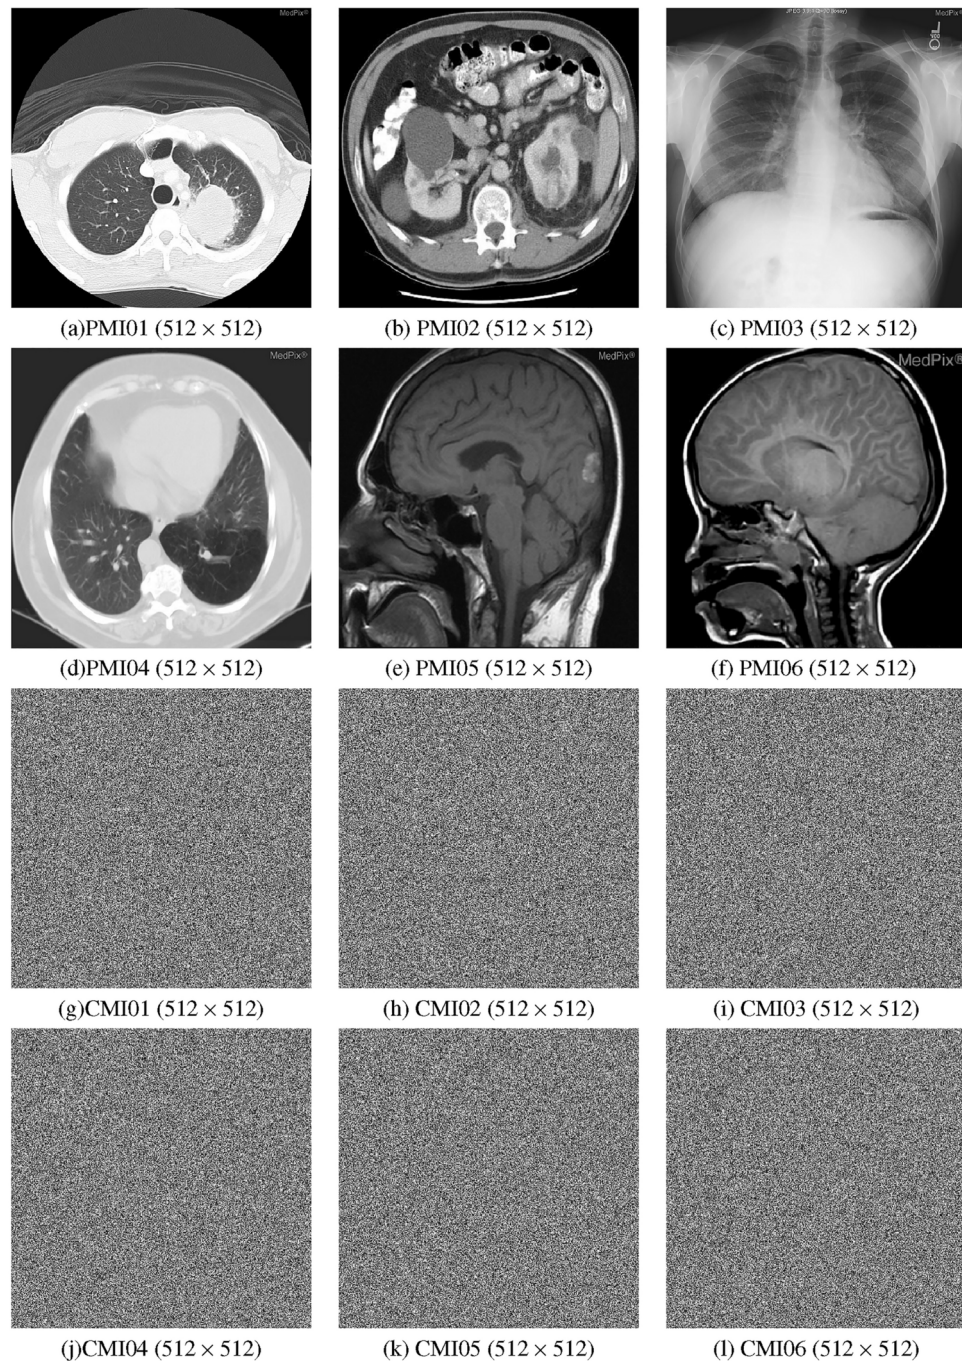 MedPix®
MedPix®
(a)PMI01 (512 × 512)
(b) PMI02 (512 × 512)
(c) PMI03 (512 × 512)
MedPix®
MedPix®
MedPix®
(d)PMI04 (512 × 512)
(e) PMI05 (512 × 512)
(f) PMI06 (512 × 512)
(g)CMI01 (512 × 512)
(h) CMI02 (512 × 512)
(i) CMI03 (512 × 512)
(j)CMI04 (512 × 512)
(k) CMI05 (512 × 512)
(l) CMI06 (512 × 512)